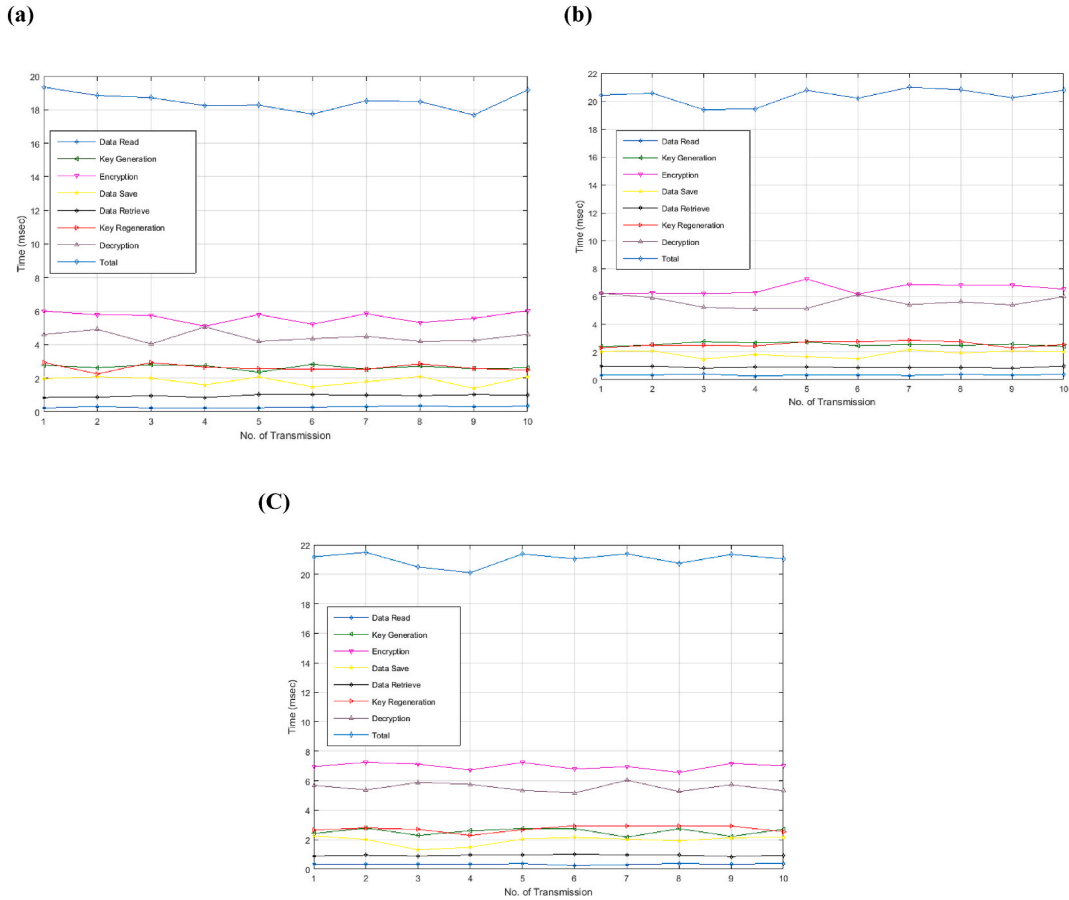 (a)
20
18
16
14
12
10
8
6
4
2
0
Time (msec)
Data Read
Key Generation
Encryption
Data Save
Data Retrieve
Key Regeneration
Decryption
Total
1 2 3 4 5 6 7 8 9 10
No. of Transmission
(b)
22
20
18
16
14
12
10
8
6
4
2
0
Time (msec)
Data Read
Key Generation
Encryption
Data Save
Data Retrieve
Key Regeneration
Decryption
Total
1 2 3 4 5 6 7 8 9 10
No. of Transmission
(C)
22
20
18
16
14
12
10
8
6
4
2
0
Time (msec)
Data Read
Key Generation
Encryption
Data Save
Data Retrieve
Key Regeneration
Decryption
Total
1 2 3 4 5 6 7 8 9 10
No. of Transmission